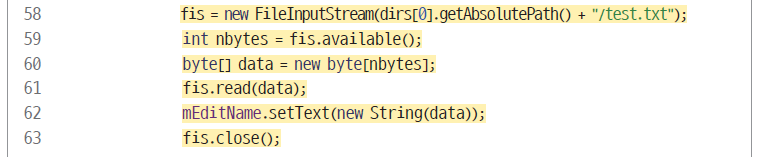 58 fis = new FileInputStream(dirs[0].getAbsolutePath() + "/test.txt");
59 int nbytes = fis.available();
60 byte[] data = new byte[nbytes];
61 fis.read(data);
62 mEditName.setText(new String(data));
63 fis.close();